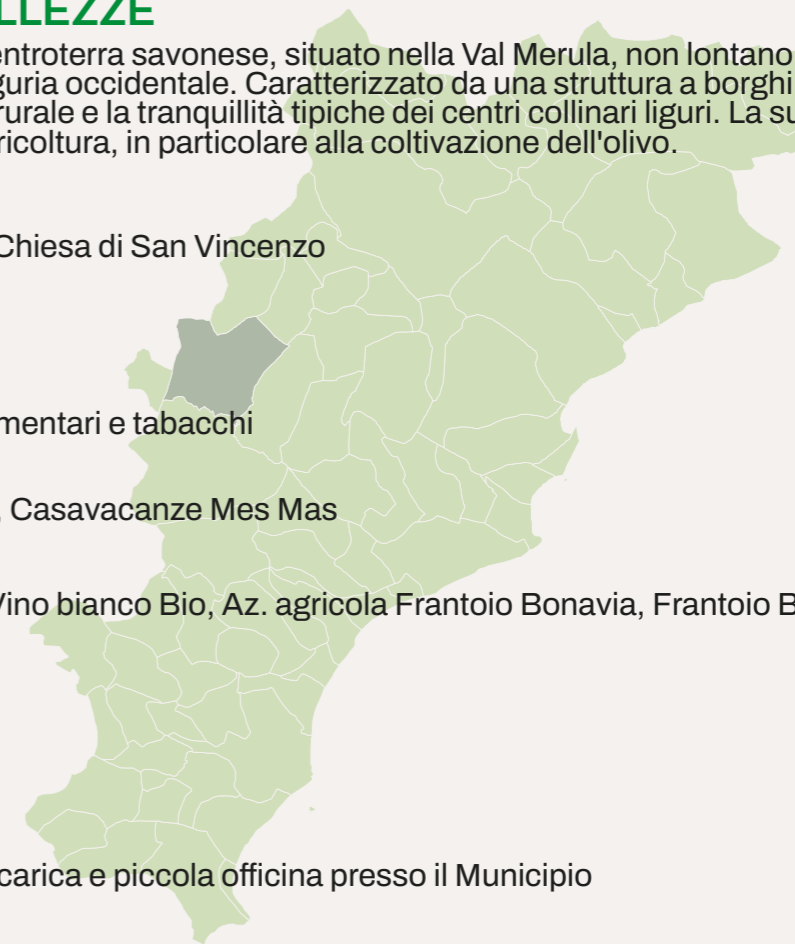 LLEZZE
entroterra savonese, situato nella Val Merula, non lontano
guria occidentale. Caratterizzato da una struttura a borghi
rurale e la tranquillità tipiche dei centri collinari liguri. La su
ricoltura, in particolare alla coltivazione dell'olivo.
Chiesa di San Vincenzo
mentari e tabacchi
, Casavacanze Mes Mas
Vino bianco Bio, Az. agricola Frantoio Bonavia, Frantoio B
carica e piccola officina presso il Municipio